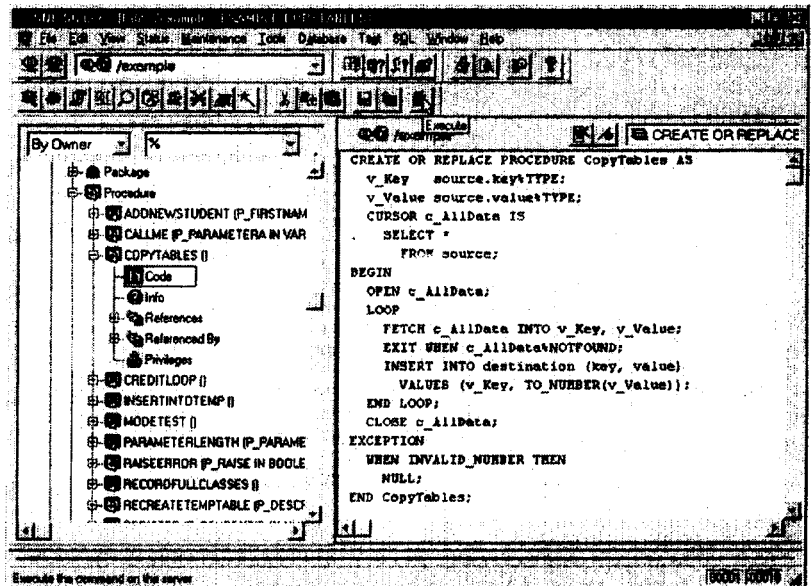 File Edit View Status Maintenance Tools Database Text SQL Window Help
/example
By Owner
%
Package
Procedure
ADDNEWSTUDENT (P_FIRSTNAM
CALLME (P_PARAMETERA IN VAR
COPYTABLES ()
Code
Info
References
Referenced By
Privileges
CREDITLOOP ()
INSERTINTOTEMP ()
MODETEST ()
PARAMETERLENGTH (P_PARAME
RAISEERROR (P_RAISE IN BOOLE
RECORDFULLCLASSES ()
RECREATETEMPTABLE (P_DESCR
/example
Execute
CREATE OR REPLACE
CREATE OR REPLACE PROCEDURE CopyTables AS
v_Key source.key%TYPE;
v_Value source.value%TYPE;
CURSOR c_AllData IS
SELECT *
FROM source;
BEGIN
OPEN c_AllData;
LOOP
FETCH c_AllData INTO v_Key, v_Value;
EXIT WHEN c_AllData%NOTFOUND;
INSERT INTO destination (key, value)
VALUES (v_Key, TO_NUMBER(v_Value));
END LOOP;
CLOSE c_AllData;
EXCEPTION
WHEN INVALID_NUMBER THEN
NULL;
END CopyTables;
Execute the command on the server